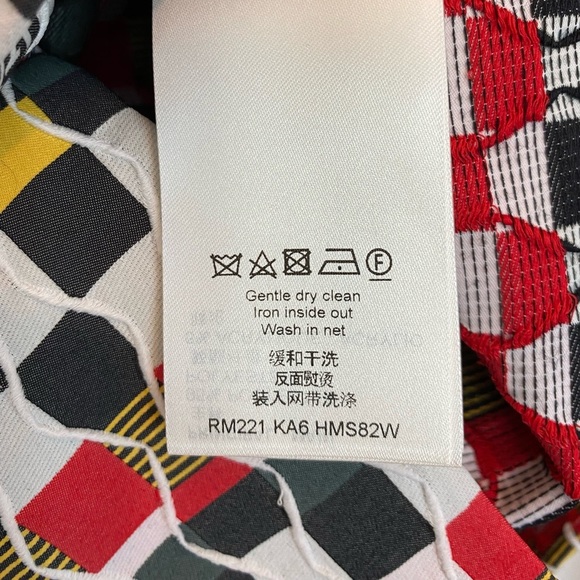 F
Gentle dry clean
Iron inside out
Wash in net
缓和干洗
反面熨烫
装入网带洗涤
RM221 KA6 HMS82W